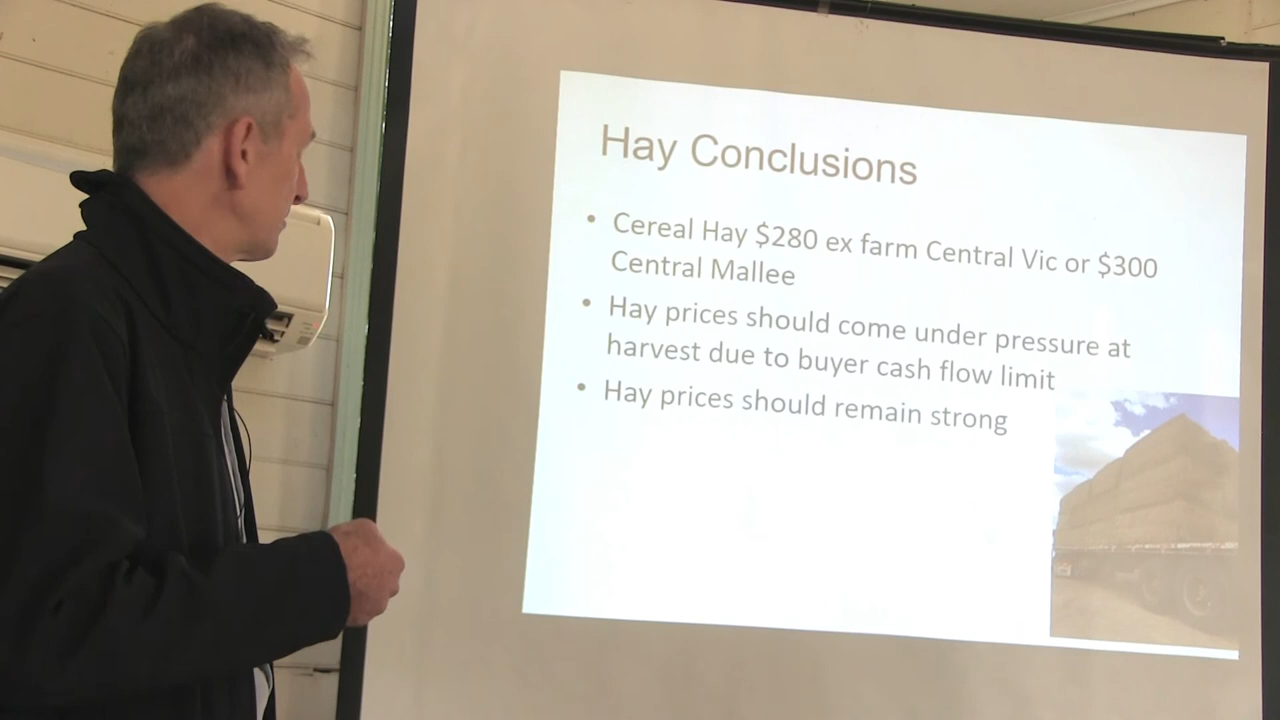 Hay Conclusions
• Cereal Hay $280 ex farm Central Vic or $300
Central Mallee
• Hay prices should come under pressure at
harvest due to buyer cash flow limit
• Hay prices should remain strong